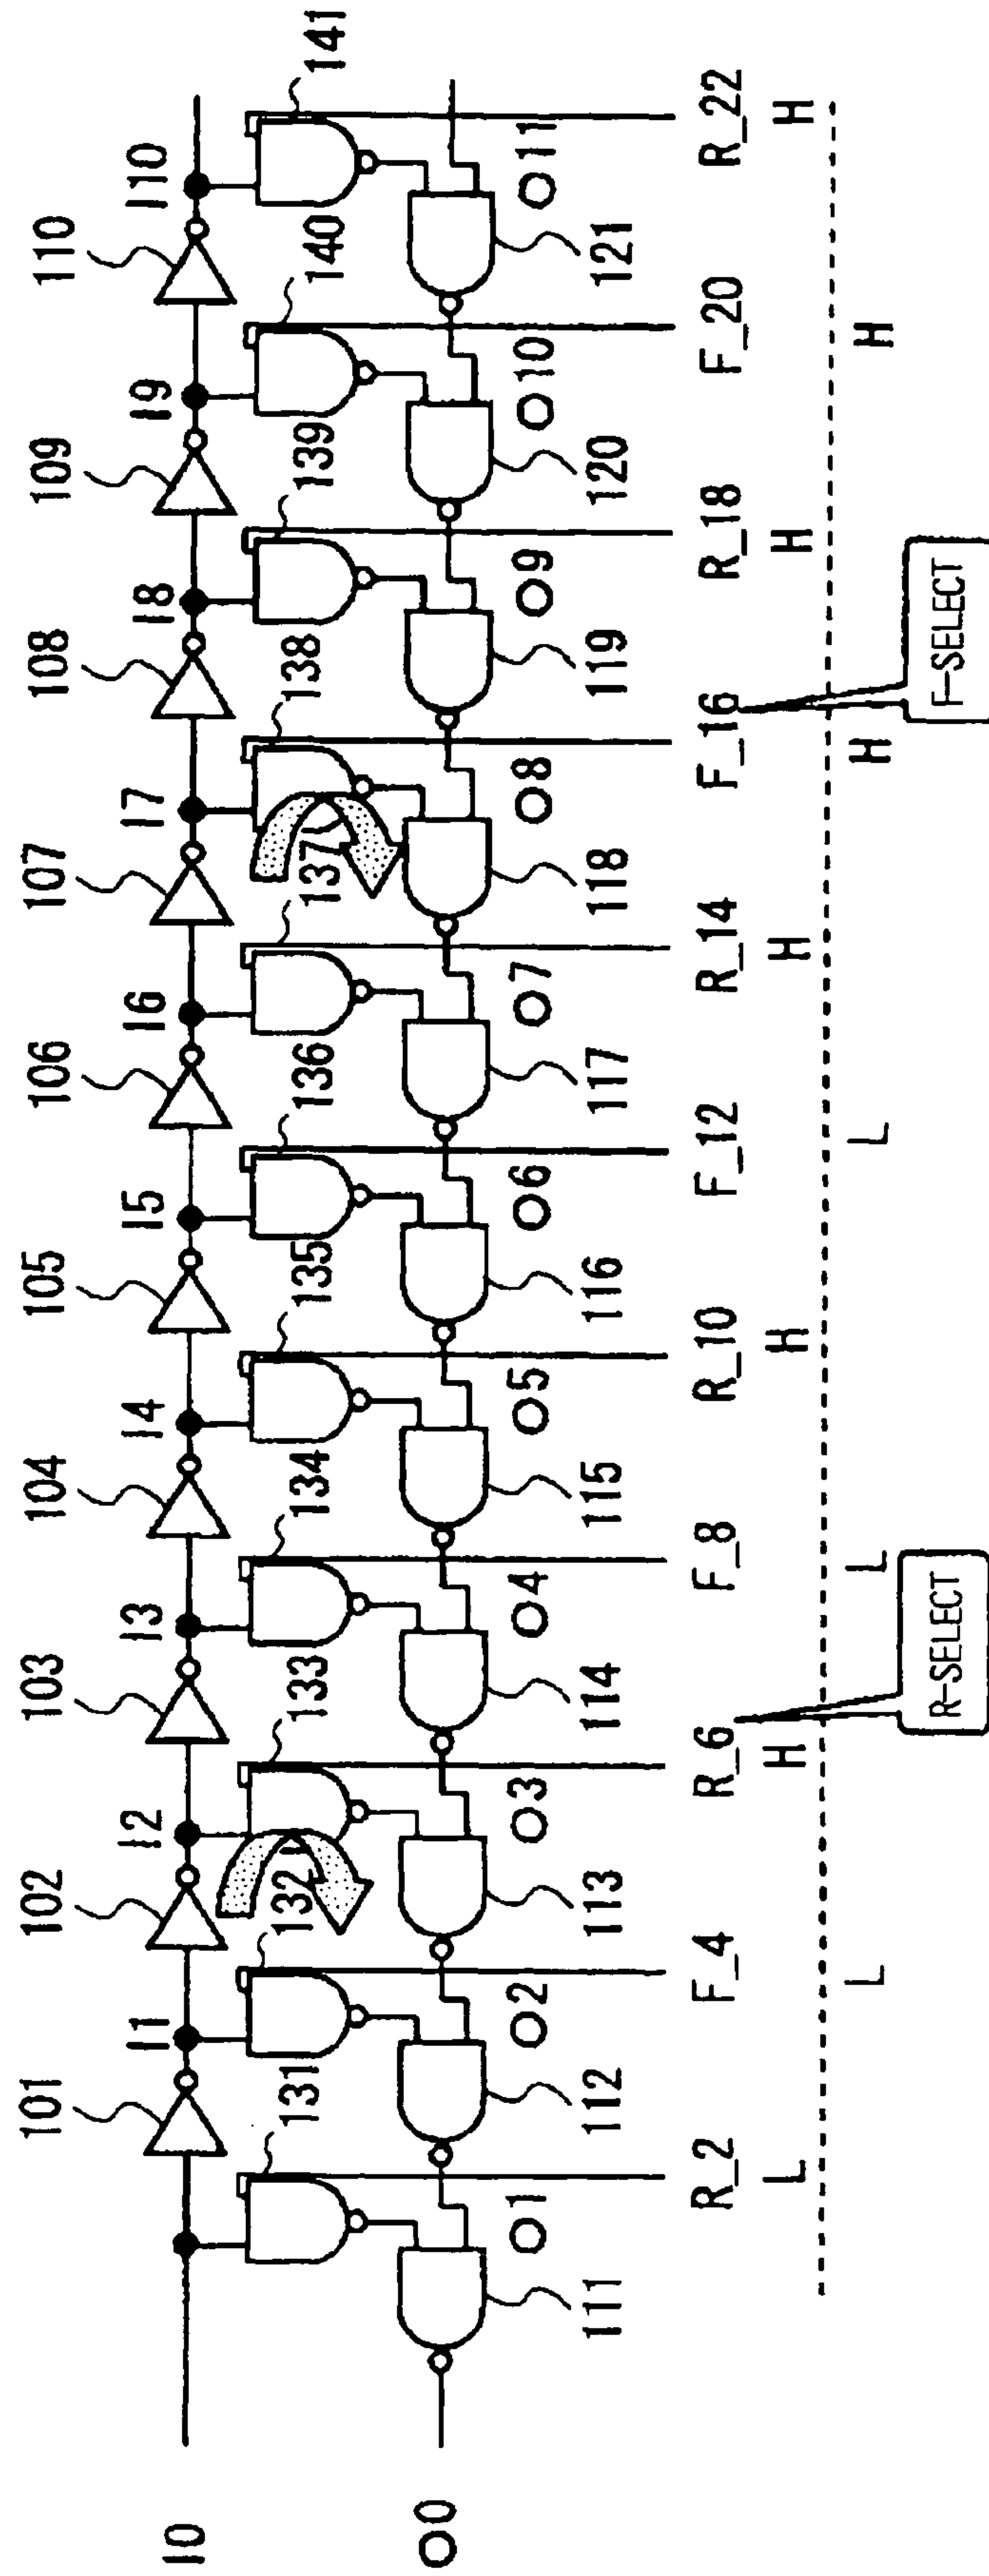 101 102 103 104 105 106 107 108 109 110
I0 I1 I2 I3 I4 I5 I6 I7 I8 I9 I10
131 132 133 134 135 136 137 138 139 140 141
O0 O1 O2 O3 O4 O5 O6 O7 O8 O9 O10 O11
111 112 113 114 115 116 117 118 119 120 121
R_2 F_4 R_6 F_8 R_10 F_12 R_14 F_16 R_18 F_20 R_22
L H H H H H
L L L H H
R-SELECT F-SELECT